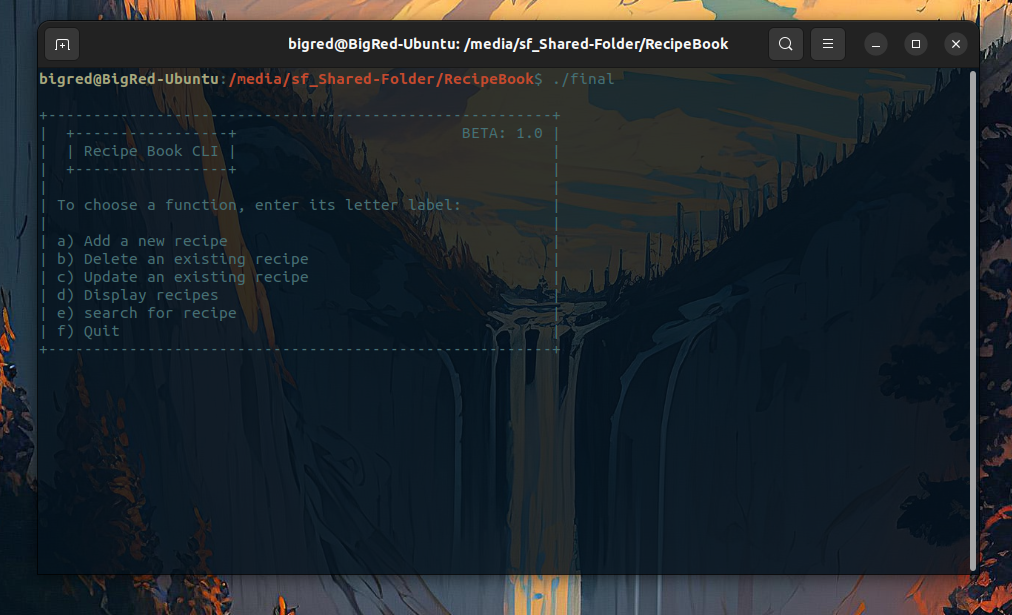 bigred@BigRed-Ubuntu: /media/sf_Shared-Folder/RecipeBook
bigred@BigRed-Ubuntu:/media/sf_Shared-Folder/RecipeBook$ ./final
BETA: 1.0
Recipe Book CLI
To choose a function, enter its letter label:
a) Add a new recipe
b) Delete an existing recipe
c) Update an existing recipe
d) Display recipes
e) search for recipe
f) Quit